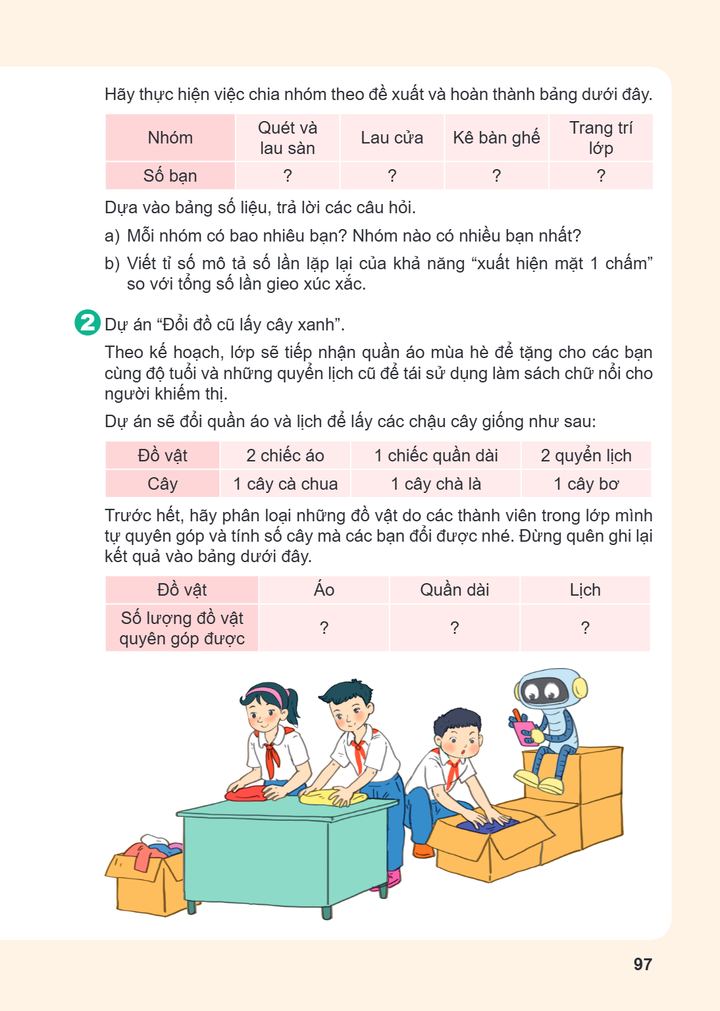 Hãy thực hiện việc chia nhóm theo đề xuất và hoàn thành bảng dưới đây.
Nhóm
Quét và
lau sàn
Lau cửa
Kê bàn ghế
Trang trí
lớp
Số bạn
?
?
?
?
Dựa vào bảng số liệu, trả lời các câu hỏi.
a) Mỗi nhóm có bao nhiêu bạn? Nhóm nào có nhiều bạn nhất?
b) Viết tỉ số mô tả số lần lặp lại của khả năng “xuất hiện mặt 1 chấm”
so với tổng số lần gieo xúc xắc.
2 Dự án “Đổi đồ cũ lấy cây xanh”.
Theo kế hoạch, lớp sẽ tiếp nhận quần áo mùa hè để tặng cho các bạn
cùng độ tuổi và những quyển lịch cũ để tái sử dụng làm sách chữ nổi cho
người khiếm thị.
Dự án sẽ đổi quần áo và lịch để lấy các chậu cây giống như sau:
Đồ vật
2 chiếc áo
1 chiếc quần dài
2 quyển lịch
Cây
1 cây cà chua
1 cây chà là
1 cây bơ
Trước hết, hãy phân loại những đồ vật do các thành viên trong lớp mình
tự quyên góp và tính số cây mà các bạn đổi được nhé. Đừng quên ghi lại
kết quả vào bảng dưới đây.
Đồ vật
Áo
Quần dài
Lịch
Số lượng đồ vật
quyên góp được
?
?
?
97